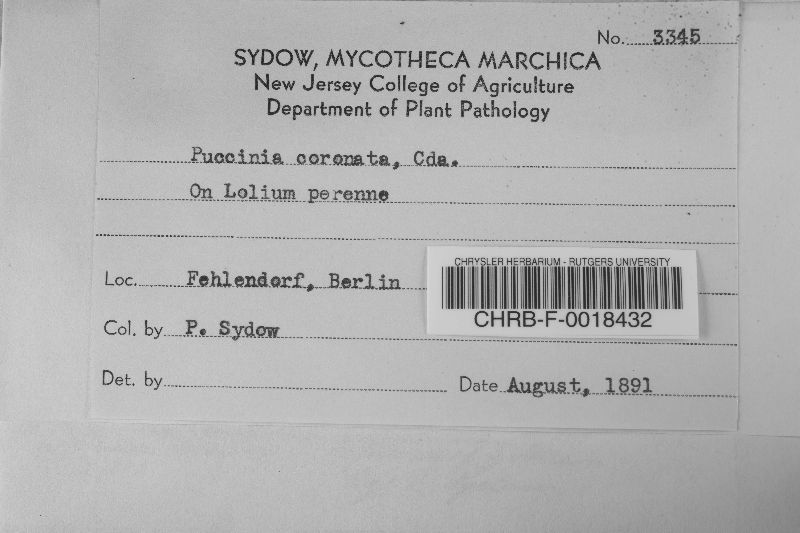 No. 3345
SYDOW, MYCOTHECA MARCHICA
New Jersey College of Agriculture
Department of Plant Pathology
Puccinia coronata, Cda.
On Lolium perenne
Loc. Fehlendorf, Berlin
CHRYSLER HERBARIUM - RUTGERS UNIVERSITY
CHRB-F-0018432
Col. by P. Sydow
Det. by
Date August, 1891